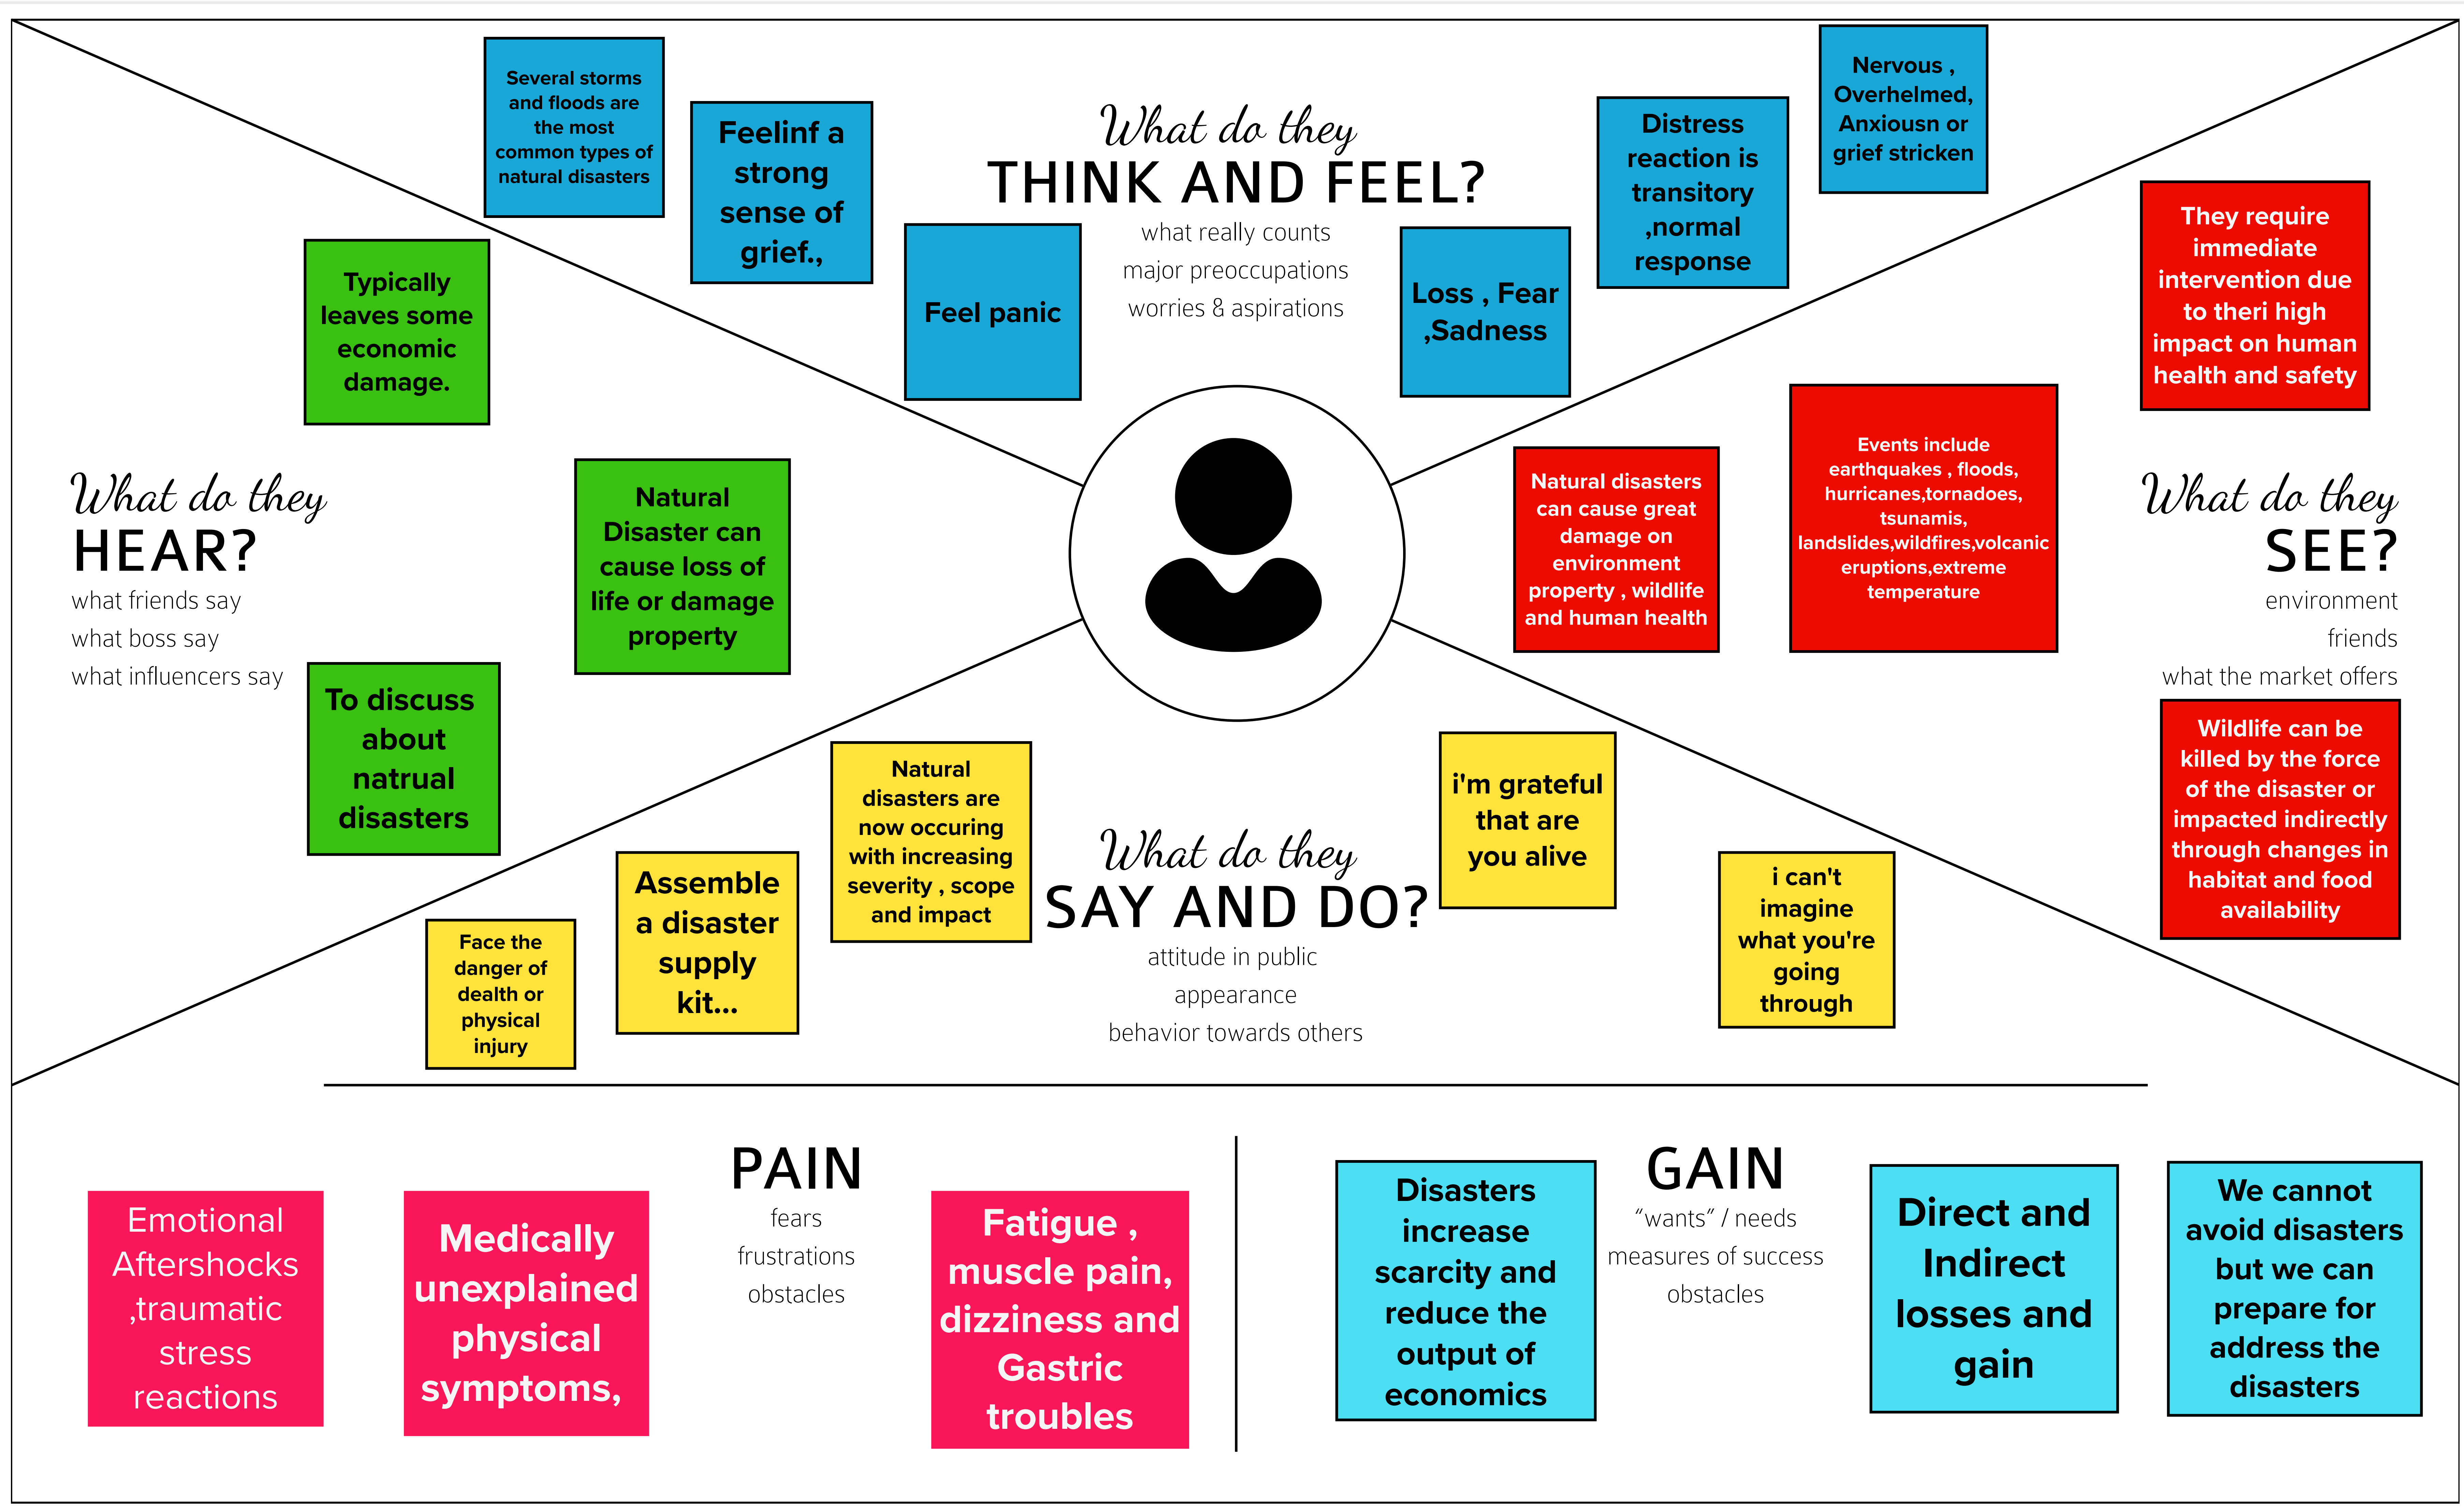 Several storms
and floods are
the most
common types of
natural disasters
Feelinf a
strong
sense of
grief.,
Feel panic
What do they
THINK AND FEEL?
what really counts
major preoccupations
worries & aspirations
Loss , Fear
,Sadness
Distress
reaction is
transitory
,normal
response
Nervous ,
Overhelmed,
Anxiousn or
grief stricken
Typically
leaves some
economic
damage.
What do they
HEAR?
what friends say
what boss say
what influencers say
Natural
Disaster can
cause loss of
life or damage
property
To discuss
about
natrual
disasters
Natural disasters
can cause great
damage on
environment
property , wildlife
and human health
Events include
earthquakes , floods,
hurricanes,tornadoes,
tsunamis,
landslides,wildfires,volcanic
eruptions,extreme
temperature
They require
immediate
intervention due
to theri high
impact on human
health and safety
What do they
SEE?
environment
friends
what the market offers
Wildlife can be
killed by the force
of the disaster or
impacted indirectly
through changes in
habitat and food
availability
Face the
danger of
dealth or
physical
injury
Assemble
a disaster
supply
kit...
Natural
disasters are
now occuring
with increasing
severity , scope
and impact
What do they
SAY AND DO?
attitude in public
appearance
behavior towards others
i'm grateful
that are
you alive
i can't
imagine
what you're
going
through
PAIN
fears
frustrations
obstacles
Emotional
Aftershocks
,traumatic
stress
reactions
Medically
unexplained
physical
symptoms,
Fatigue ,
muscle pain,
dizziness and
Gastric
troubles
GAIN
“wants” / needs
measures of success
obstacles
Disasters
increase
scarcity and
reduce the
output of
economics
Direct and
Indirect
losses and
gain
We cannot
avoid disasters
but we can
prepare for
address the
disasters